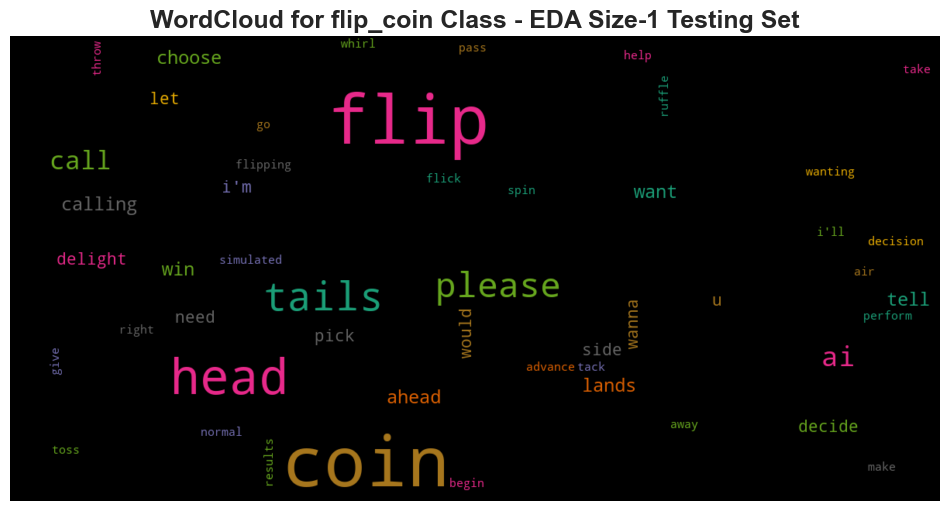 WordCloud for flip_coin Class - EDA Size-1 Testing Set
throw
choose
whirl
pass
help
take
let
ruffle
flip
go
call
flipping
i'm
flick
spin
want
wanting
calling
i'll
decision
delight
win
simulated
air
tails
please
u
tell
need
would
wanna
perform
right
pick
side
ai
give
head
advance
tack
lands
ahead
normal
away
decide
toss
results
coin
begin
make